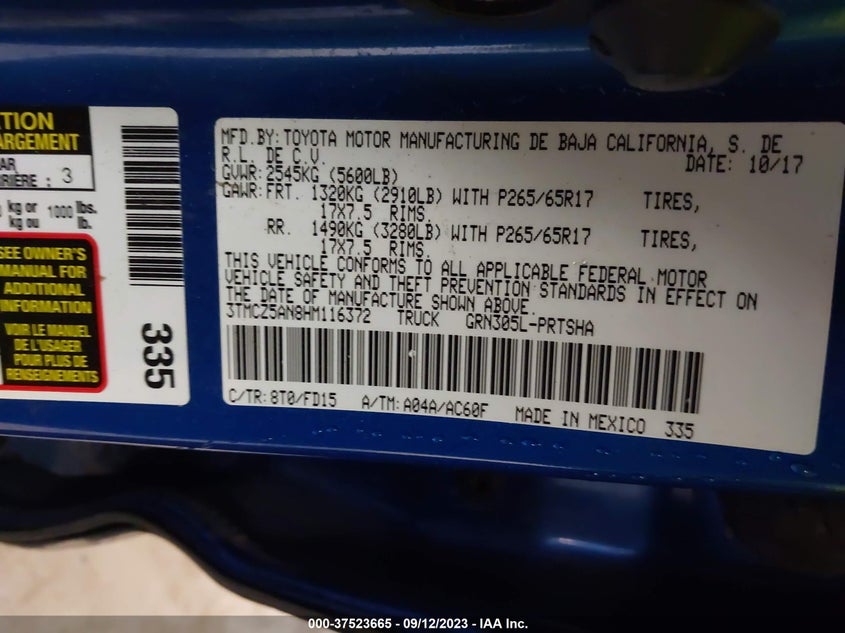 TION
ARGEMENT
AR
RIÈRE : 3
kg or 1000 lbs.
kg ou lb.
SEE OWNER'S
MANUAL FOR
ADDITIONAL
INFORMATION
VOIR LE MANUEL
DE L'USAGER
POUR PLUS DE
RENSEIGNEMENTS
335
MFD.BY:TOYOTA MOTOR MANUFACTURING DE BAJA CALIFORNIA, S. DE
R.L. DE C.V. DATE: 10/17
GVWR:2545KG (5600LB)
GAWR:FRT. 1320KG (2910LB) WITH P265/65R17 TIRES,
17X7.5 RIMS.
RR. 1490KG (3280LB) WITH P265/65R17 TIRES,
17X7.5 RIMS.
THIS VEHICLE CONFORMS TO ALL APPLICABLE FEDERAL MOTOR
VEHICLE SAFETY AND THEFT PREVENTION STANDARDS IN EFFECT ON
THE DATE OF MANUFACTURE SHOWN ABOVE.
3TMCZ5AN8HM116372 TRUCK GRN305L-PRTSHA
C/TR:8T0/FD15 A/TM:A04A/AC60F MADE IN MEXICO 335
000-37523665 - 09/12/2023 - IAA Inc.